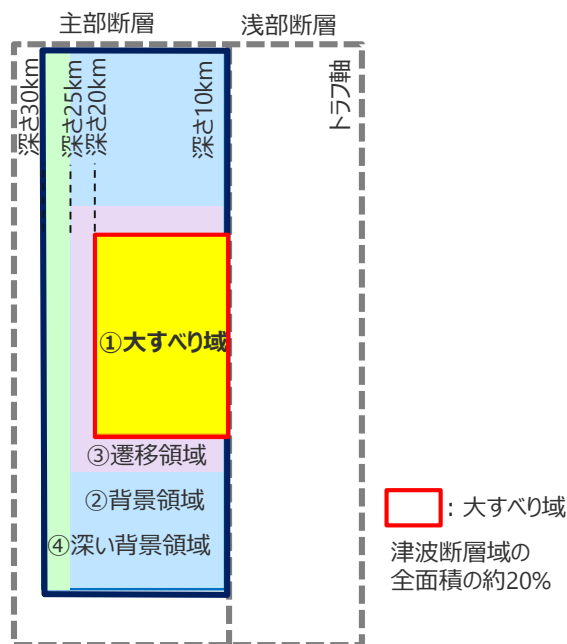 主部断層
浅部断層
深さ30km
深さ25km
深さ20km
深さ10km
トラフ軸
①大すべり域
③遷移領域
②背景領域
④深い背景領域
：大すべり域
津波断層域の
全面積の約20%